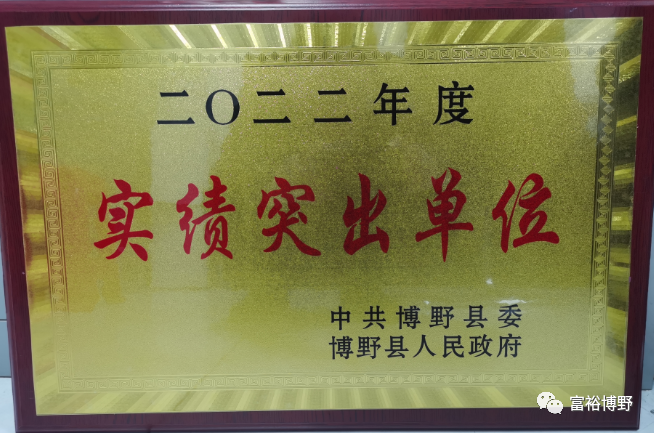 二〇二二年度
实绩突出单位
中共博野县委
博野县人民政府
富裕博野